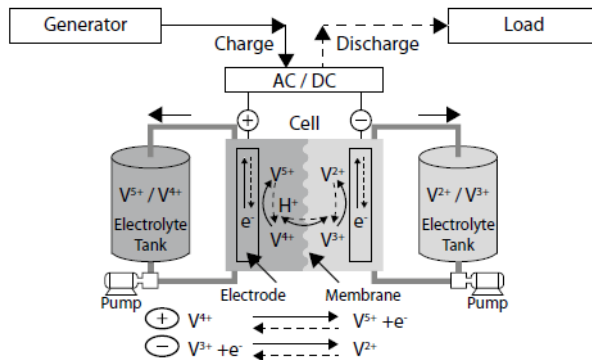 Generator
Load
Charge
Discharge
AC / DC
+
Cell
−
V⁵⁺ / V⁴⁺
Electrolyte
Tank
V⁵⁺
H⁺
V⁴⁺
e⁻
V²⁺
V³⁺
e⁻
V²⁺ / V³⁺
Electrolyte
Tank
Pump
Electrode
Membrane
Pump
+ V⁴⁺ V⁵⁺ +e⁻
− V³⁺ +e⁻ V²⁺